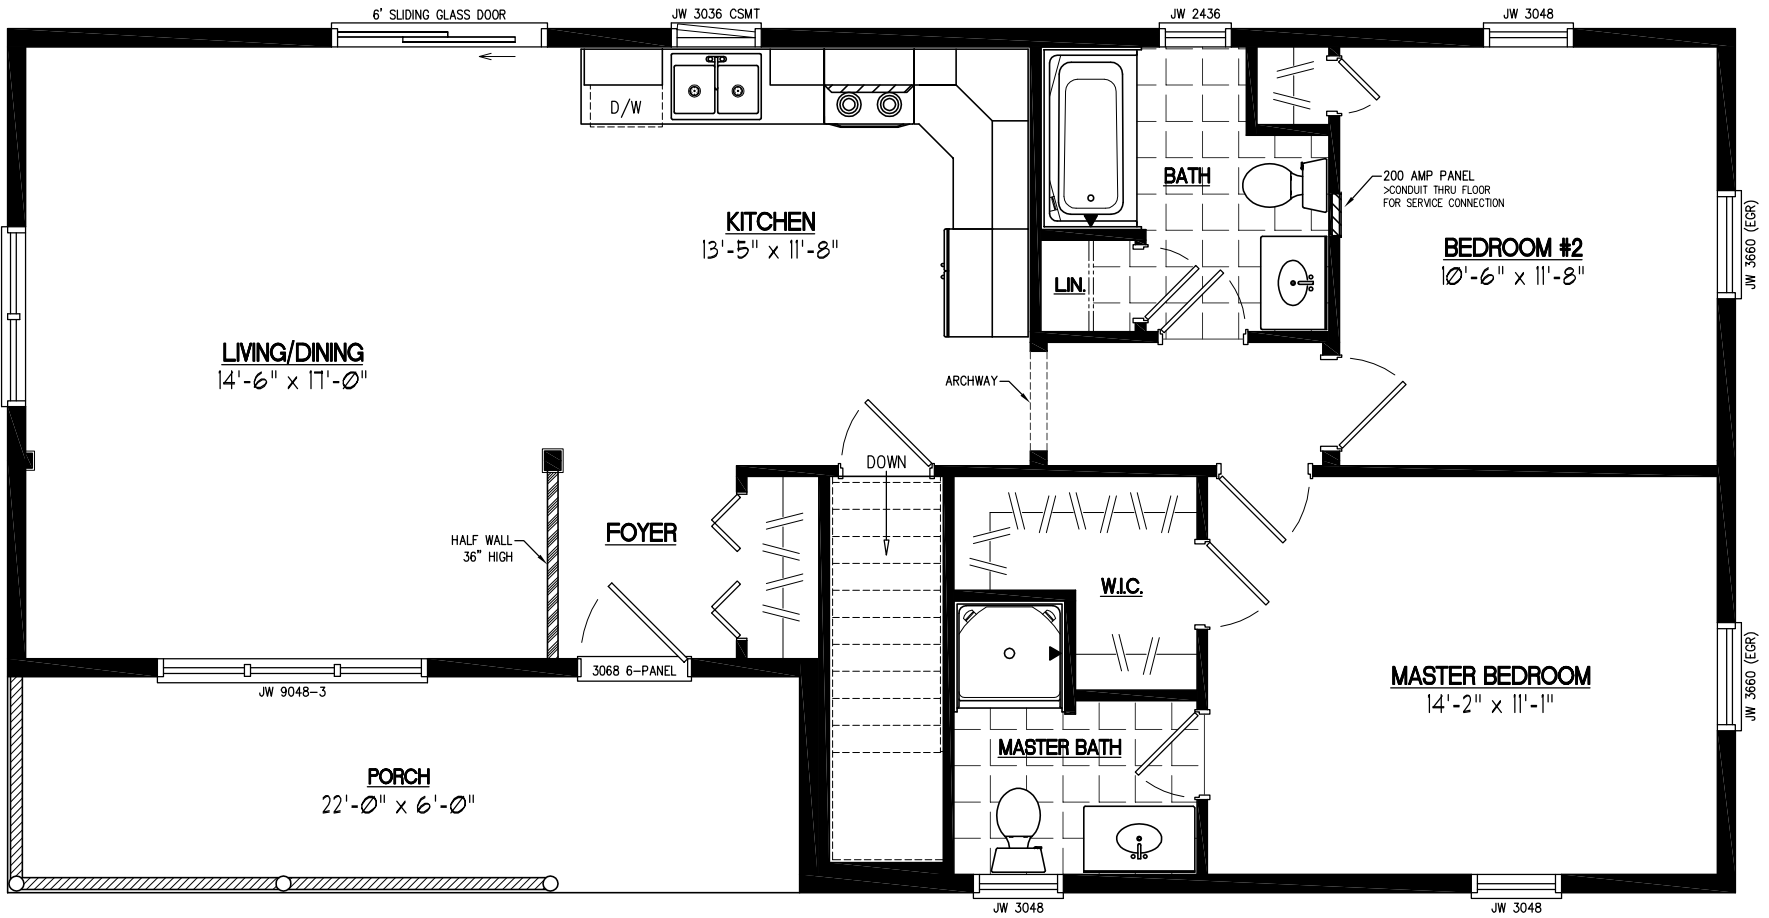 6' SLIDING GLASS DOOR
JW 3036 CSMT
JW 2436
JW 3048
D/W
BATH
200 AMP PANEL
>CONDUIT THRU FLOOR
FOR SERVICE CONNECTION
KITCHEN
13'-5" x 11'-8"
BEDROOM #2
10'-6" x 11'-8"
JW 3660 (EGR)
LIN.
LIVING/DINING
14'-6" x 17'-0"
ARCHWAY
DOWN
FOYER
HALF WALL
36" HIGH
W.I.C.
3068 6-PANEL
JW 9048-3
MASTER BEDROOM
14'-2" x 11'-1"
JW 3660 (EGR)
MASTER BATH
PORCH
22'-0" x 6'-0"
JW 3048
JW 3048